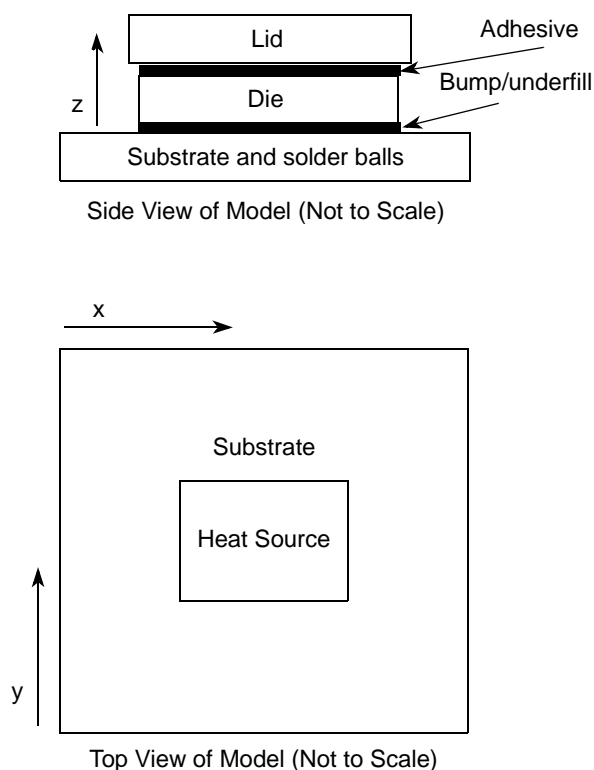 Lid
Adhesive
z
Die
Bump/underfill
Substrate and solder balls
Side View of Model (Not to Scale)
x
Substrate
Heat Source
y
Top View of Model (Not to Scale)